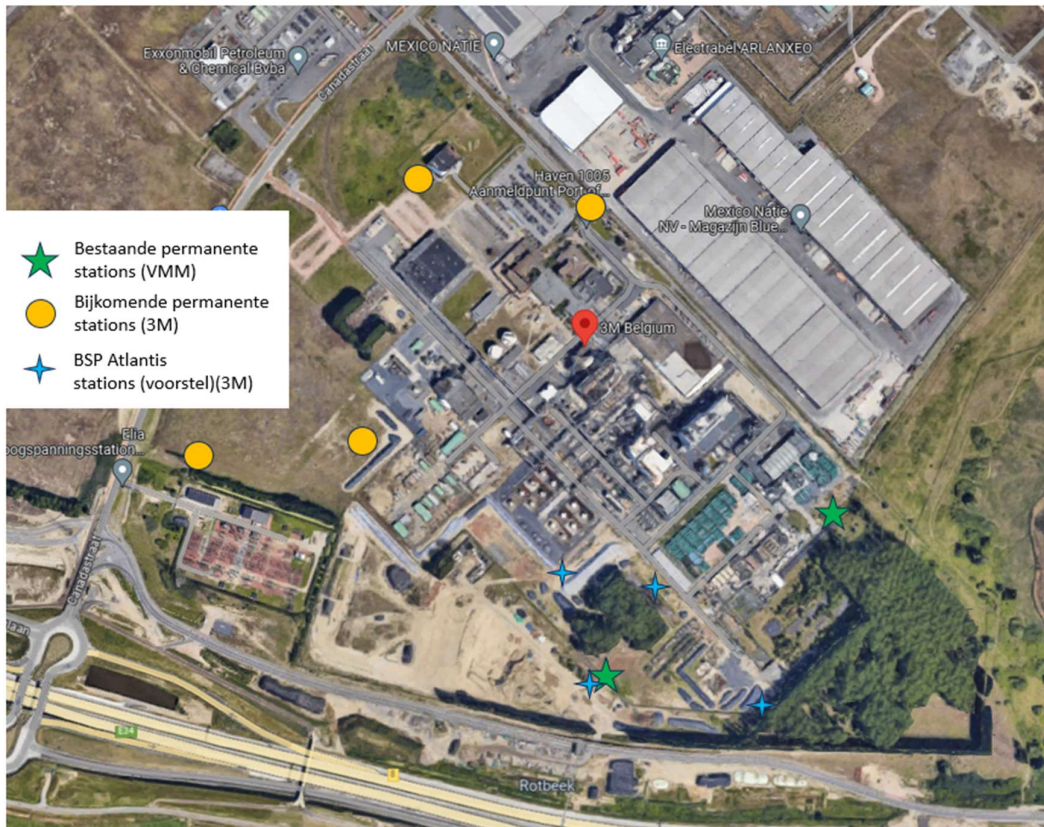 Exxonmobil Petroleum
& Chemical Bvba
Canadastraat
MEXICO NATIE
Electrabel ARLANXEO
Haven 1005
Aanmeldpunt Port of...
Mexico Natie
NV - Magazijn Blue...
Bestaande permanente
stations (VMM)
Bijkomende permanente
stations (3M)
BSP Atlantis
stations (voorstel)(3M)
3M Belgium
Elia
oogspanningsstation...
Canadastraat
laan
E34
Rotbeek